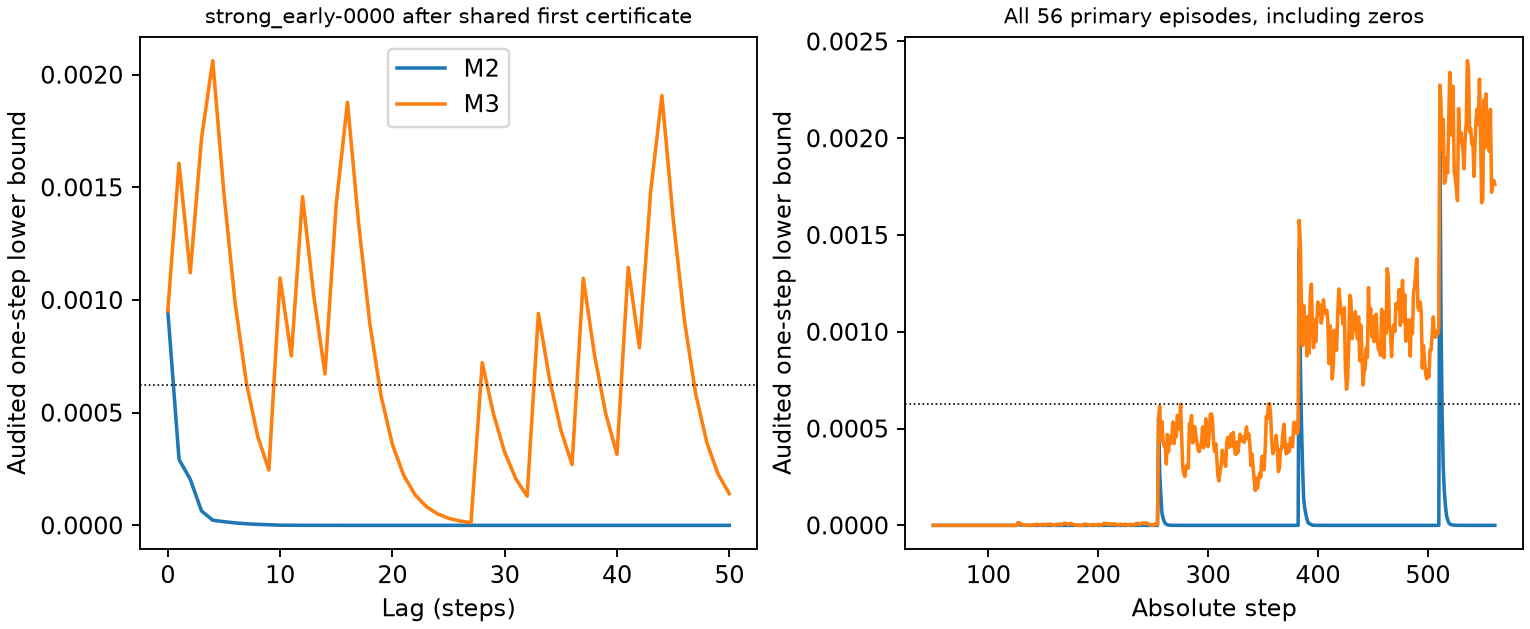 strong_early-0000 after shared first certificate
Audited one-step lower bound
0.0020
0.0015
0.0010
0.0005
0.0000
M2
M3
0
10
20
30
40
50
Lag (steps)
All 56 primary episodes, including zeros
Audited one-step lower bound
0.0025
0.0020
0.0015
0.0010
0.0005
0.0000
100
200
300
400
500
Absolute step